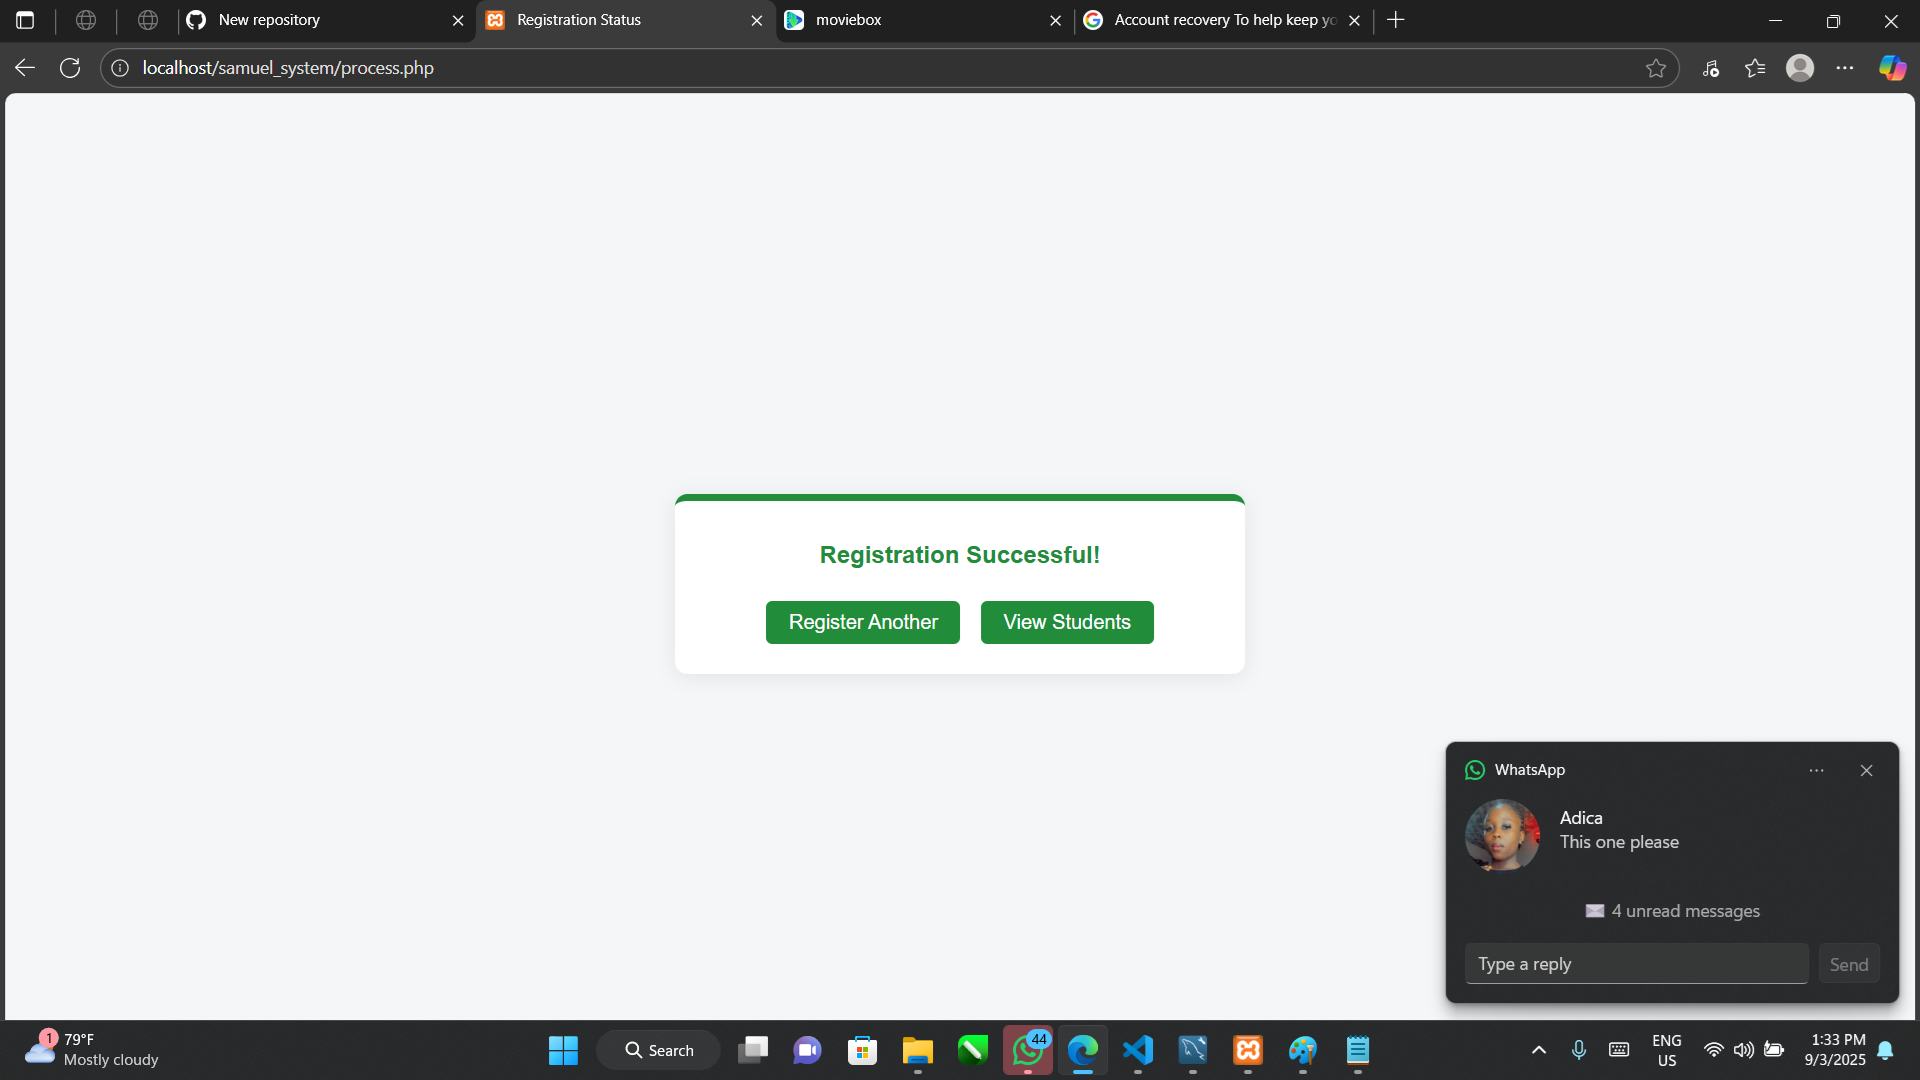 New repository
Registration Status
moviebox
Account recovery To help keep yo
localhost/samuel_system/process.php
Registration Successful!
Register Another
View Students
WhatsApp
Adica
This one please
4 unread messages
Type a reply
Send
1
79°F
Mostly cloudy
Search
44
ENG
US
1:33 PM
9/3/2025